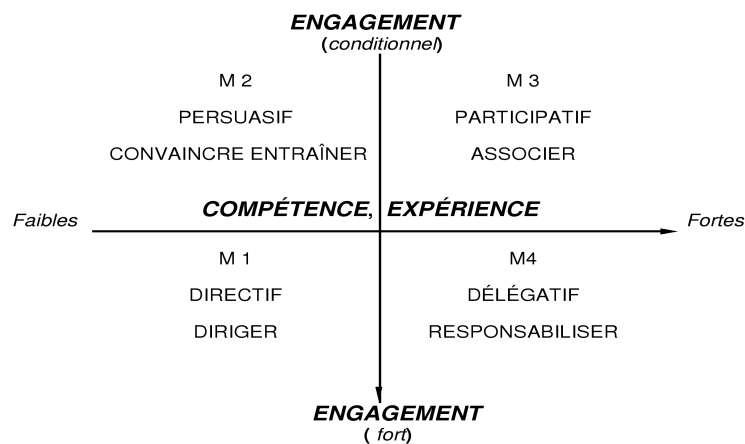 ENGAGEMENT
(conditionnel)
M 2
PERSUASIF
CONVAINCRE ENTRAÎNER
M 3
PARTICIPATIF
ASSOCIER
COMPÉTENCE, EXPÉRIENCE
Faibles
Fortes
M 1
DIRECTIF
DIRIGER
M4
DÉLÉGATIF
RESPONSABILISER
ENGAGEMENT
( fort)